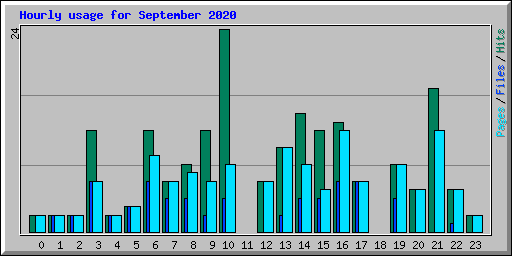 Hourly usage for September 2020
24
Pages/Files/Hits
0 1 2 3 4 5 6 7 8 9 10 11 12 13 14 15 16 17 18 19 20 21 22 23